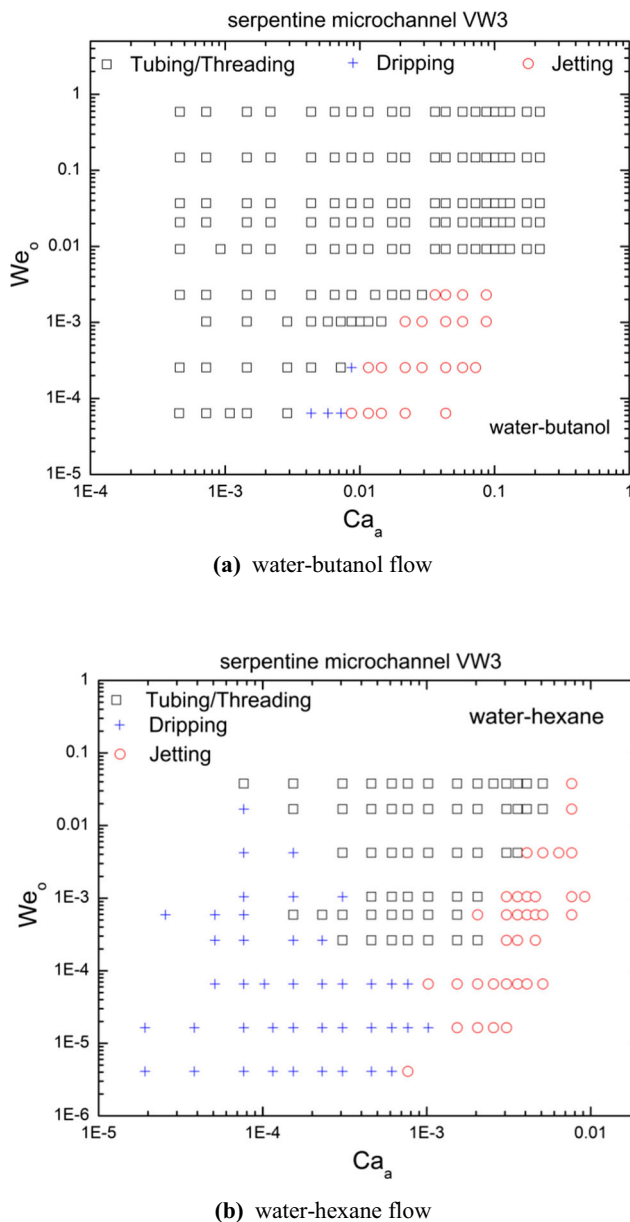 serpentine microchannel VW3
Tubing/Threading Dripping Jetting
1
0.1
0.01
1E-3
1E-4
1E-5
We_o
water-butanol
1E-4 1E-3 0.01 0.1 1
Ca_a
(a) water-butanol flow
serpentine microchannel VW3
Tubing/Threading
Dripping
Jetting
water-hexane
1
0.1
0.01
1E-3
1E-4
1E-5
1E-6
We_o
1E-5 1E-4 1E-3 0.01
Ca_a
(b) water-hexane flow